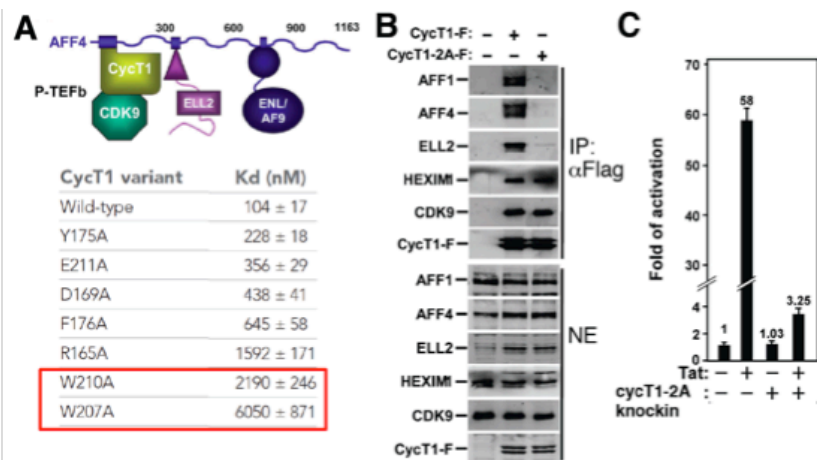 A
300 600 900 1163
AFF4
CycT1
P-TEFb
CDK9
ELL2
ENL/
AF9
CycT1 variant Kd (nM)
Wild-type 104 ± 17
Y175A 228 ± 18
E211A 356 ± 29
D169A 438 ± 41
F176A 645 ± 58
R165A 1592 ± 171
W210A 2190 ± 246
W207A 6050 ± 871
B
CycT1-F: – + –
CycT1-2A-F: – – +
AFF1
AFF4
ELL2
HEXIM1
CDK9
CycT1-F
IP:
αFlag
AFF1
AFF4
ELL2
HEXIM1
CDK9
CycT1-F
NE
C
Fold of activation
70
60
50
40
30
4
2
0
1
58
1.03
3.25
Tat: – + – +
cycT1-2A : – – + +
knockin